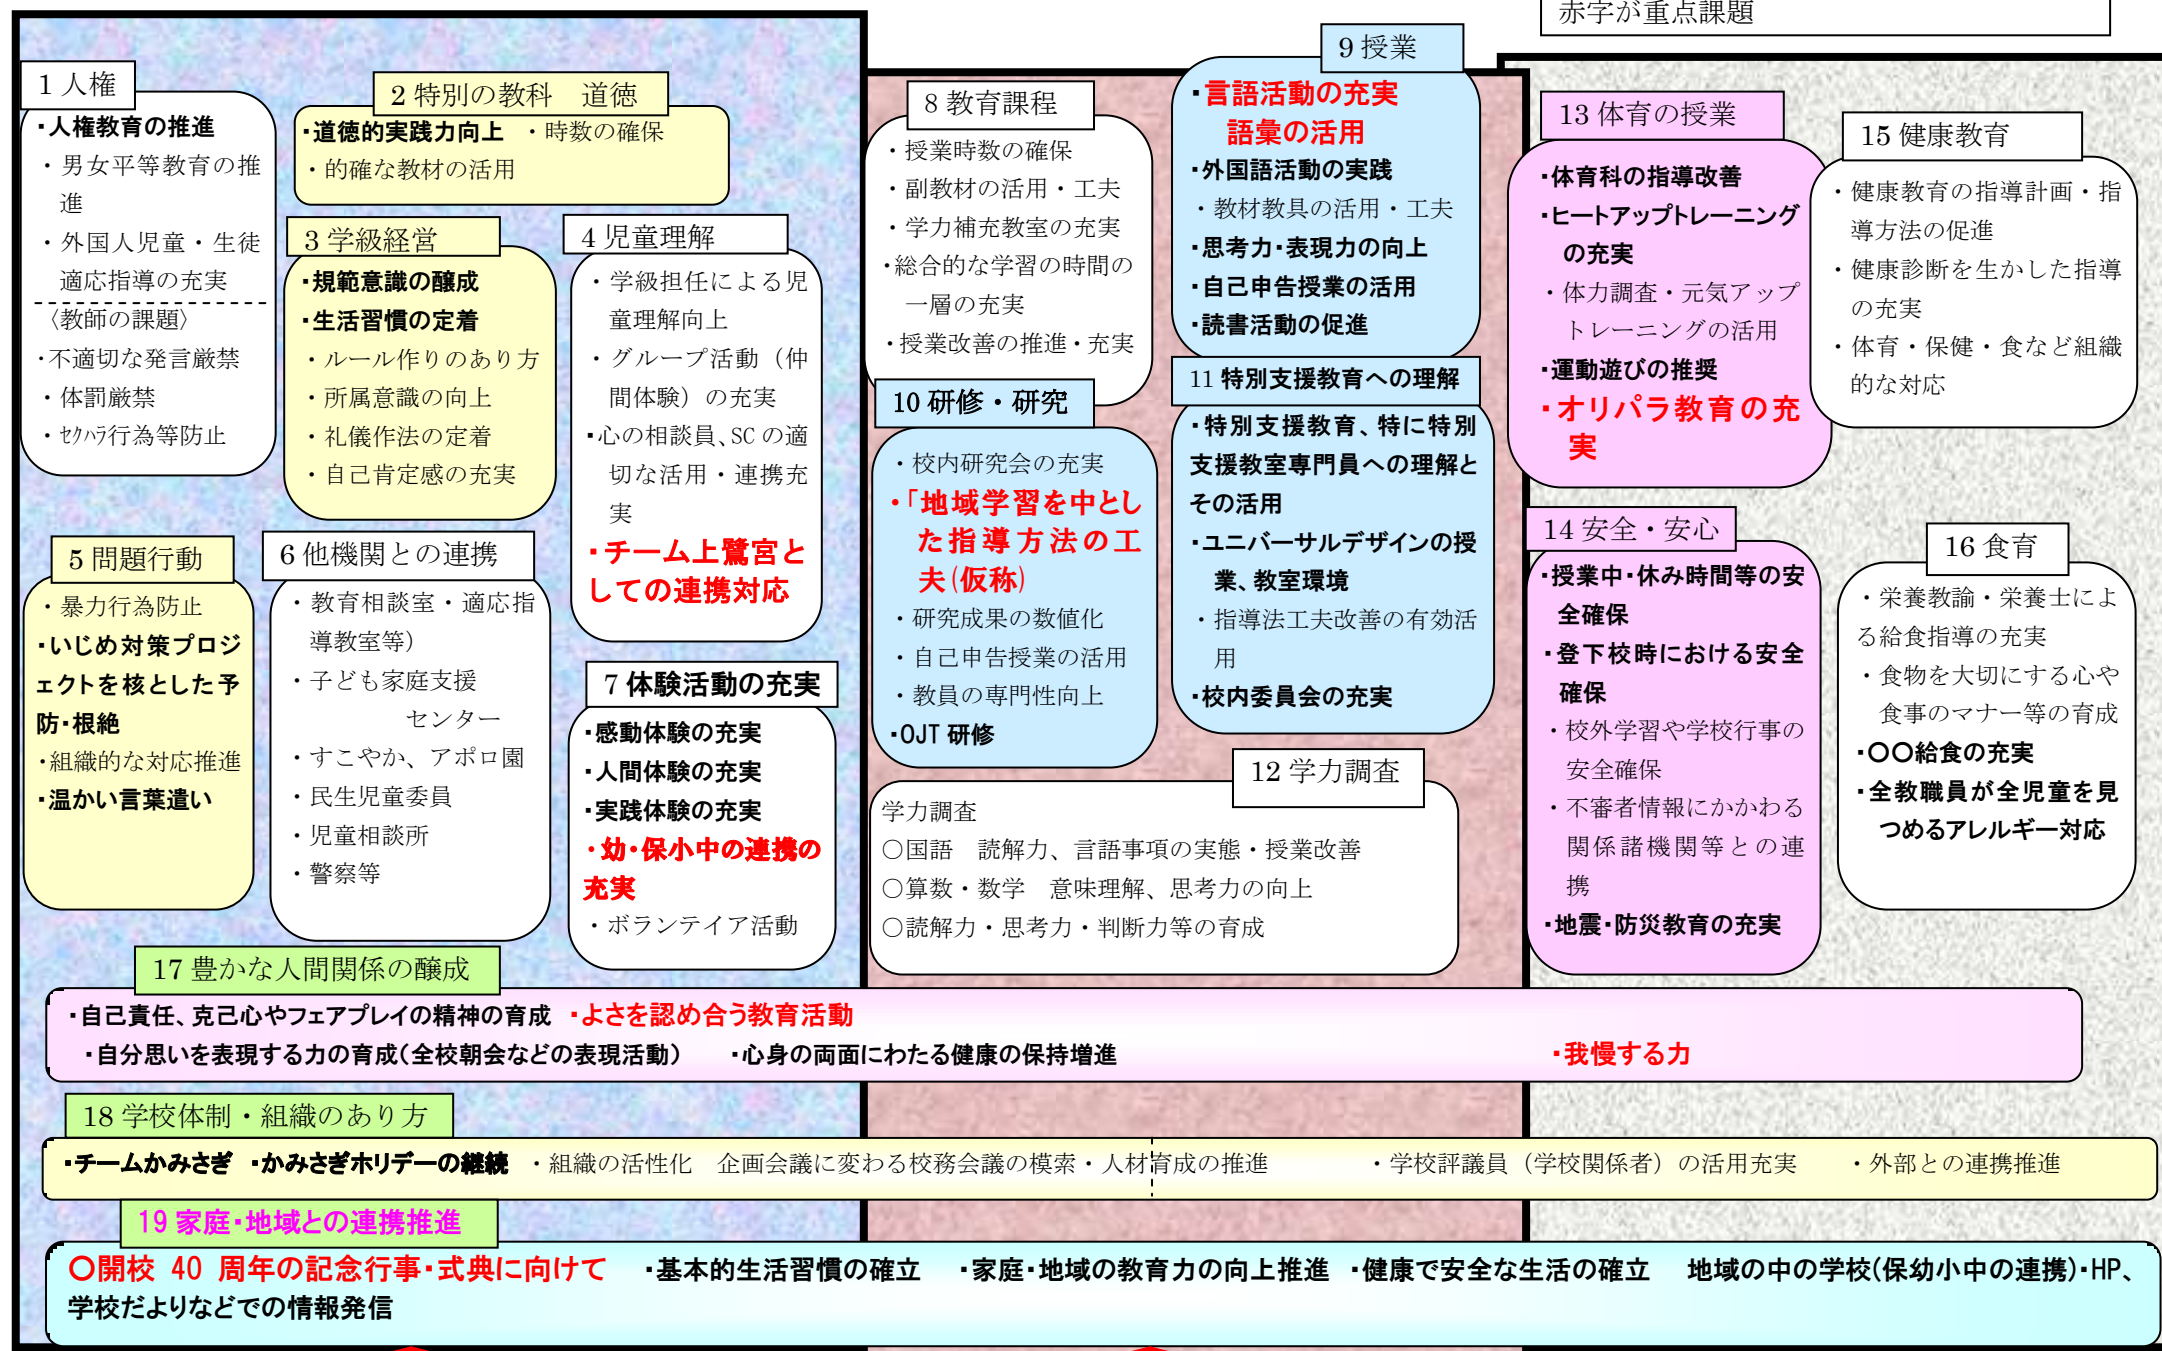 赤字が重点課題
1 人権
・人権教育の推進
・男女平等教育の推
進
・外国人児童・生徒
適応指導の充実
〈教師の課題〉
・不適切な発言厳禁
・体罰厳禁
・ｾｸﾊﾗ行為等防止
2 特別の教科　道徳
・道徳的実践力向上　・時数の確保
・的確な教材の活用
3 学級経営
・規範意識の醸成
・生活習慣の定着
・ルール作りのあり方
・所属意識の向上
・礼儀作法の定着
・自己肯定感の充実
4 児童理解
・学級担任による児
童理解向上
・グループ活動（仲
間体験）の充実
・心の相談員、SC の適
切な活用・連携充
実
・チーム上鷺宮と
しての連携対応
5 問題行動
・暴力行為防止
・いじめ対策プロジ
ェクトを核とした予
防・根絶
・組織的な対応推進
・温かい言葉遣い
6 他機関との連携
・教育相談室・適応指
導教室等）
・子ども家庭支援
センター
・すこやか、アポロ園
・民生児童委員
・児童相談所
・警察等
7 体験活動の充実
・感動体験の充実
・人間体験の充実
・実践体験の充実
・幼・保小中の連携の
充実
・ボランテイア活動
8 教育課程
・授業時数の確保
・副教材の活用・工夫
・学力補充教室の充実
・総合的な学習の時間の
一層の充実
・授業改善の推進・充実
9 授業
・言語活動の充実
語彙の活用
・外国語活動の実践
・教材教具の活用・工夫
・思考力・表現力の向上
・自己申告授業の活用
・読書活動の促進
10 研修・研究
・校内研究会の充実
・「地域学習を中とし
た指導方法の工
夫（仮称）
・研究成果の数値化
・自己申告授業の活用
・教員の専門性向上
・OJT 研修
11 特別支援教育への理解
・特別支援教育、特に特別
支援教室専門員への理解と
その活用
・ユニバーサルデザインの授
業、教室環境
・指導法工夫改善の有効活
用
・校内委員会の充実
12 学力調査
学力調査
○国語　読解力、言語事項の実態・授業改善
○算数・数学　意味理解、思考力の向上
○読解力・思考力・判断力等の育成
13 体育の授業
・体育科の指導改善
・ヒートアップトレーニング
の充実
・体力調査・元気アップ
トレーニングの活用
・運動遊びの推奨
・オリパラ教育の充
実
14 安全・安心
・授業中・休み時間等の安
全確保
・登下校時における安全
確保
・校外学習や学校行事の
安全確保
・不審者情報にかかわる
関係諸機関等との連
携
・地震・防災教育の充実
15 健康教育
・健康教育の指導計画・指
導方法の促進
・健康診断を生かした指導
の充実
・体育・保健・食など組織
的な対応
16 食育
・栄養教諭・栄養士によ
る給食指導の充実
・食物を大切にする心や
食事のマナー等の育成
・〇〇給食の充実
・全教職員が全児童を見
つめるアレルギー対応
17 豊かな人間関係の醸成
・自己責任、克己心やフェアプレイの精神の育成　・よさを認め合う教育活動
・自分思いを表現する力の育成（全校朝会などの表現活動）　・心身の両面にわたる健康の保持増進　・我慢する力
18 学校体制・組織のあり方
・チームかみさぎ　・かみさぎホリデーの継続　・組織の活性化　企画会議に変わる校務会議の模索・人材育成の推進　・学校評議員（学校関係者）の活用充実　・外部との連携推進
19 家庭・地域との連携推進
〇開校 40 周年の記念行事・式典に向けて　・基本的生活習慣の確立　・家庭・地域の教育力の向上推進　・健康で安全な生活の確立　地域の中の学校（保幼小中の連携）・HP、
学校だよりなどでの情報発信